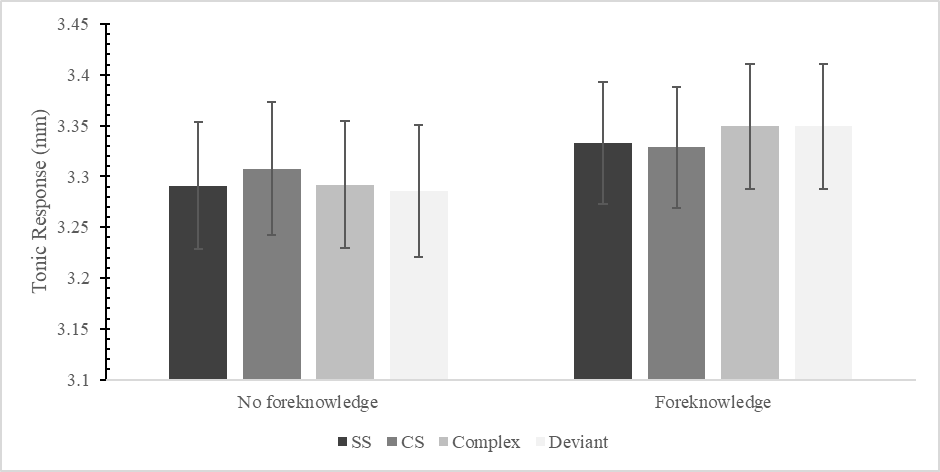 3.45
3.4
3.35
3.3
3.25
3.2
3.15
3.1
Tonic Response (mm)
No foreknowledge Foreknowledge
SS CS Complex Deviant